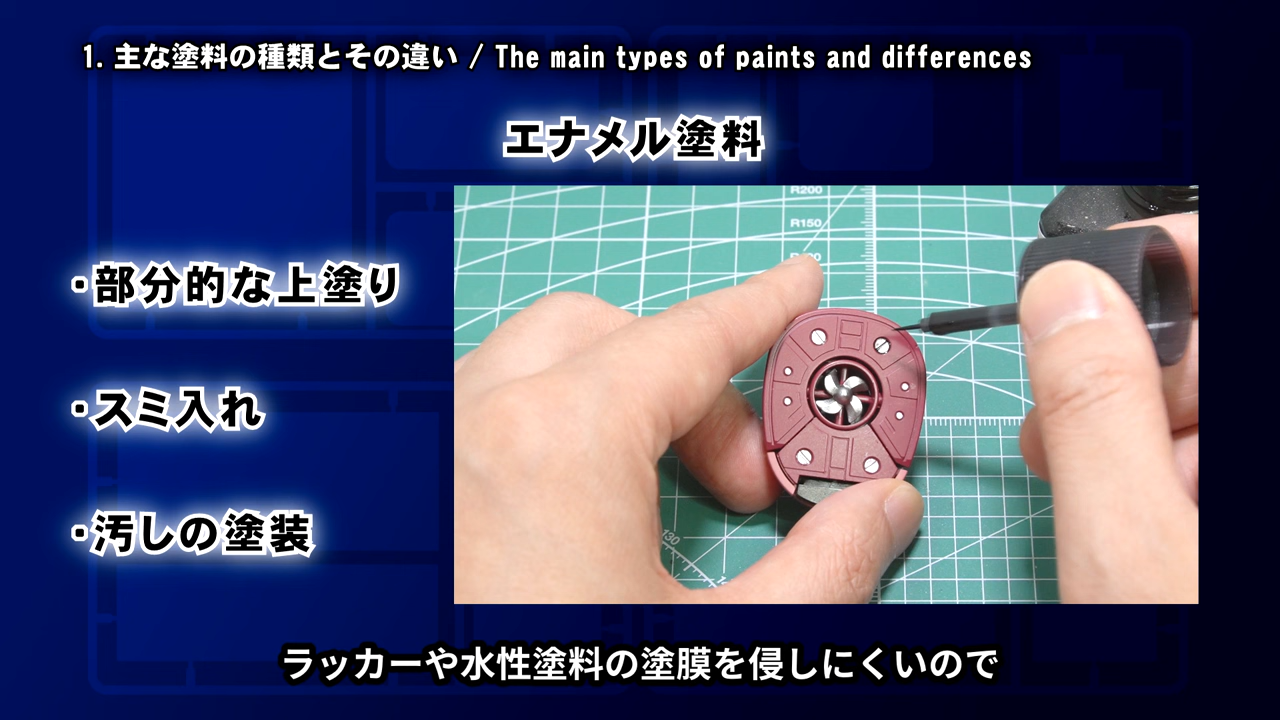 1. 主な塗料の種類とその違い / The main types of paints and differences
エナメル塗料
・部分的な上塗り
・スミ入れ
・汚しの塗装
R200
R150
130
ラッカーや水性塗料の塗膜を侵しにくいので